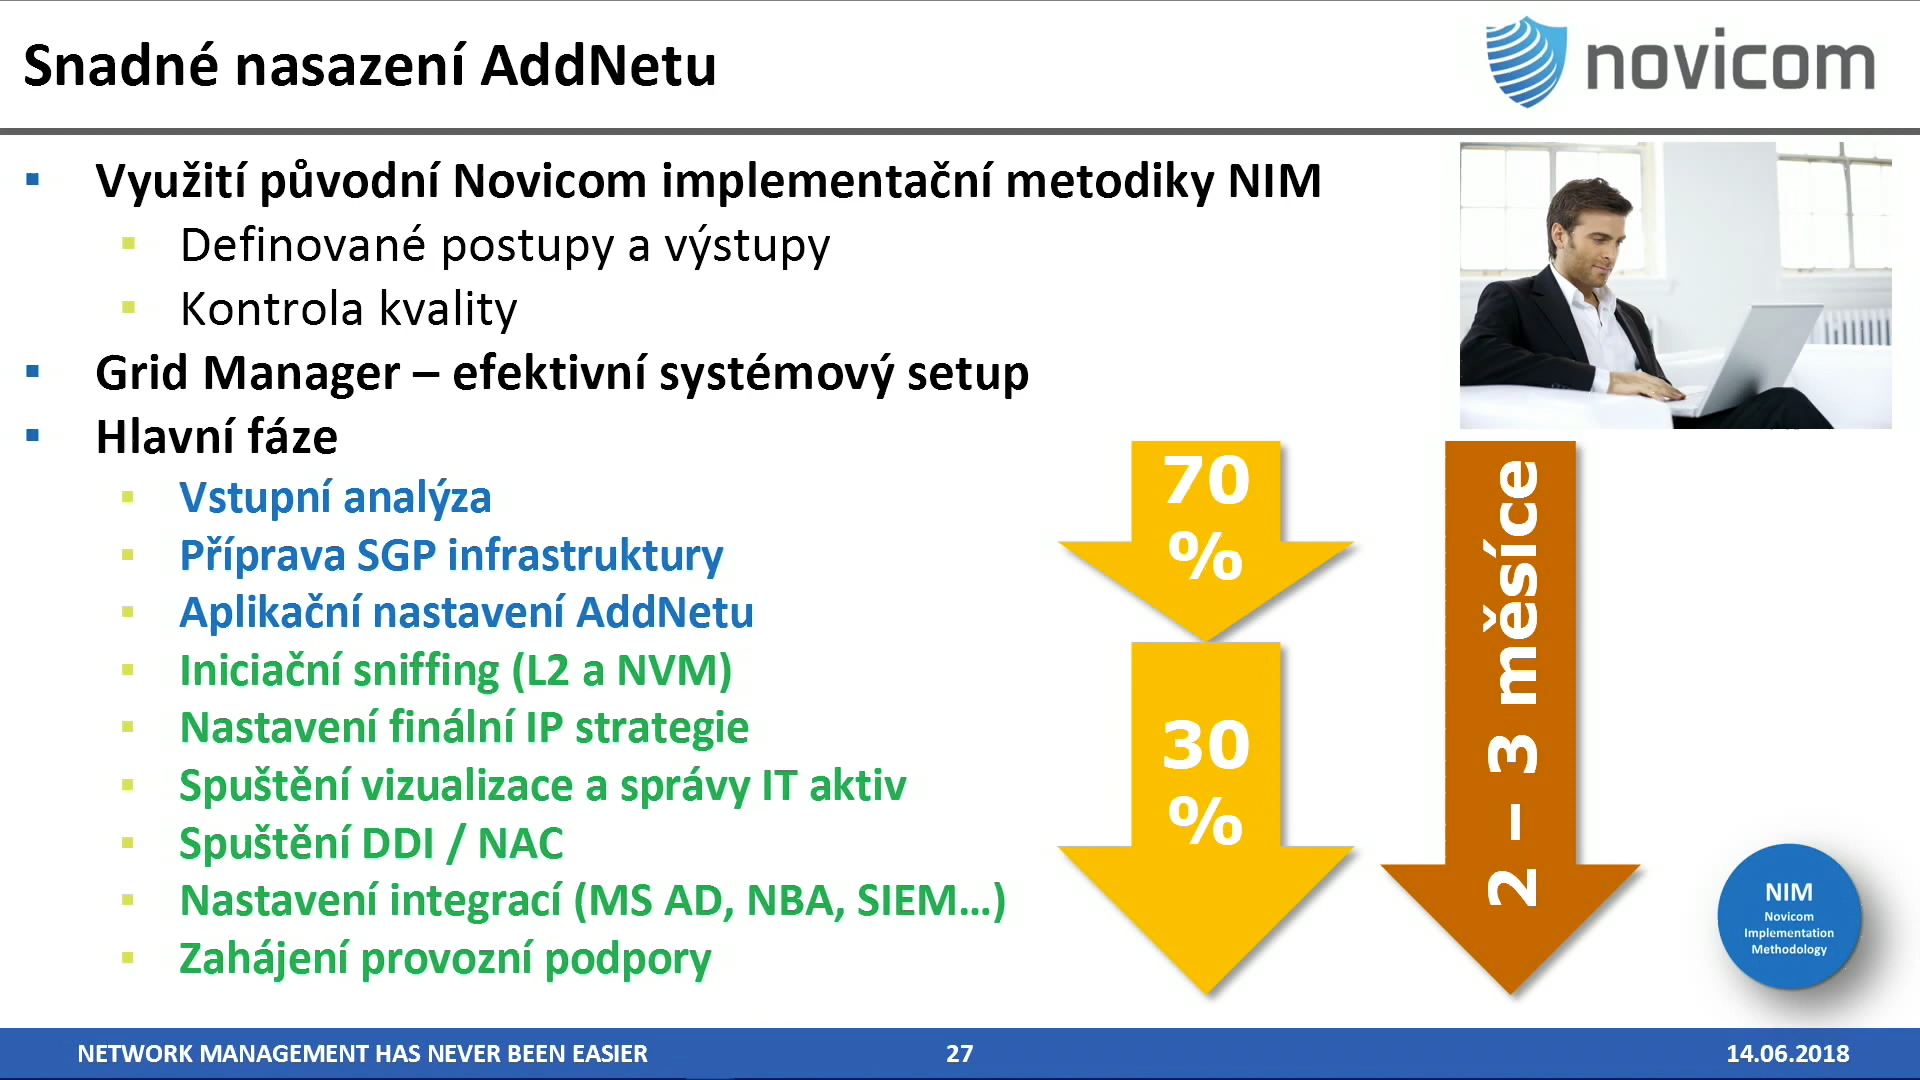 Snadné nasazení AddNetu
novicom
Využití původní Novicom implementační metodiky NIM
Definované postupy a výstupy
Kontrola kvality
Grid Manager – efektivní systémový setup
Hlavní fáze
Vstupní analýza
Příprava SGP infrastruktury
Aplikační nastavení AddNetu
Iniciační sniffing (L2 a NVM)
Nastavení finální IP strategie
Spuštění vizualizace a správy IT aktiv
Spuštění DDI / NAC
Nastavení integrací (MS AD, NBA, SIEM…)
Zahájení provozní podpory
70
%
30
%
2 – 3 měsíce
NIM
Novicom
Implementation
Methodology
NETWORK MANAGEMENT HAS NEVER BEEN EASIER
27
14.06.2018